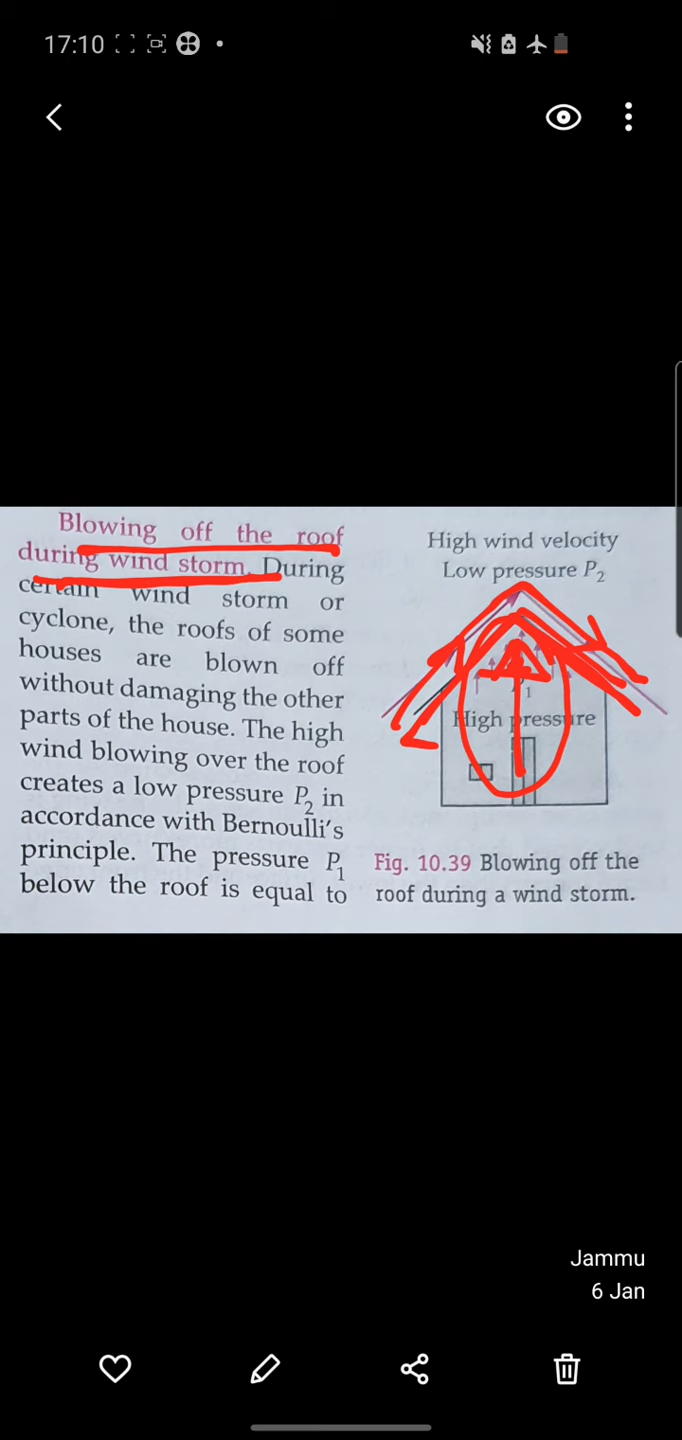 17:10
Blowing off the roof
during wind storm. During
certain wind storm or
cyclone, the roofs of some
houses are blown off
without damaging the other
parts of the house. The high
wind blowing over the roof
creates a low pressure P2 in
accordance with Bernoulli's
principle. The pressure P1
below the roof is equal to
High wind velocity
Low pressure P2
P1
High pressure
Fig. 10.39 Blowing off the
roof during a wind storm.
Jammu
6 Jan